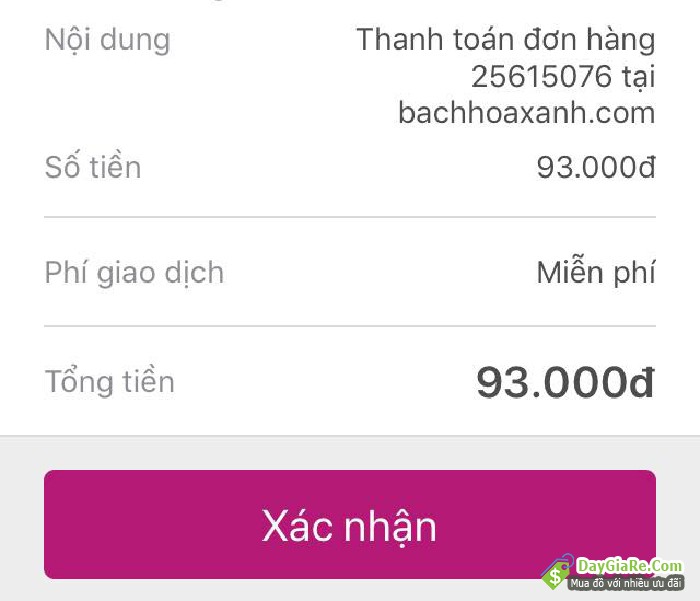 Nội dung
Thanh toán đơn hàng
25615076 tại
bachhoaxanh.com
Số tiền
93.000đ
Phí giao dịch
Miễn phí
Tổng tiền
93.000đ
Xác nhận
DayGiaRe.Com
Mua đồ với nhiều ưu đãi
$